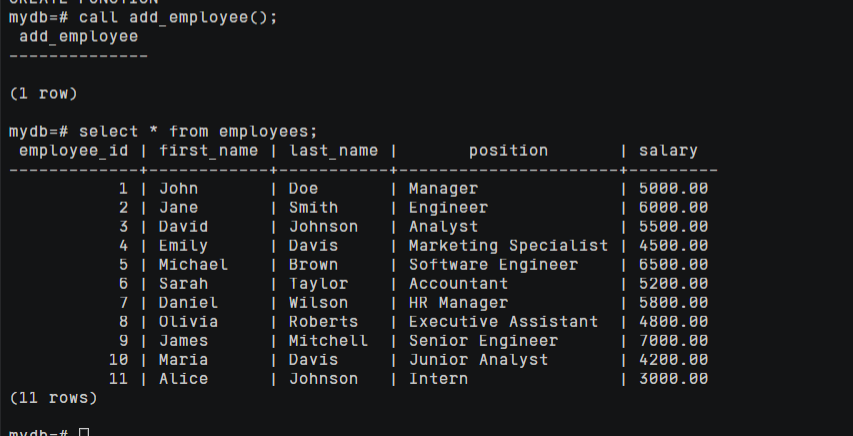 CREATE FUNCTION
mydb=# call add_employee();
 add_employee
--------------

(1 row)

mydb=# select * from employees;
 employee_id | first_name | last_name |       position       | salary
-------------+------------+-----------+----------------------+---------
           1 | John       | Doe       | Manager              | 5000.00
           2 | Jane       | Smith     | Engineer             | 6000.00
           3 | David      | Johnson   | Analyst              | 5500.00
           4 | Emily      | Davis     | Marketing Specialist | 4500.00
           5 | Michael    | Brown     | Software Engineer    | 6500.00
           6 | Sarah      | Taylor    | Accountant           | 5200.00
           7 | Daniel     | Wilson    | HR Manager           | 5800.00
           8 | Olivia     | Roberts   | Executive Assistant  | 4800.00
           9 | James      | Mitchell  | Senior Engineer      | 7000.00
          10 | Maria      | Davis     | Junior Analyst       | 4200.00
          11 | Alice      | Johnson   | Intern               | 3000.00
(11 rows)

mydb=#